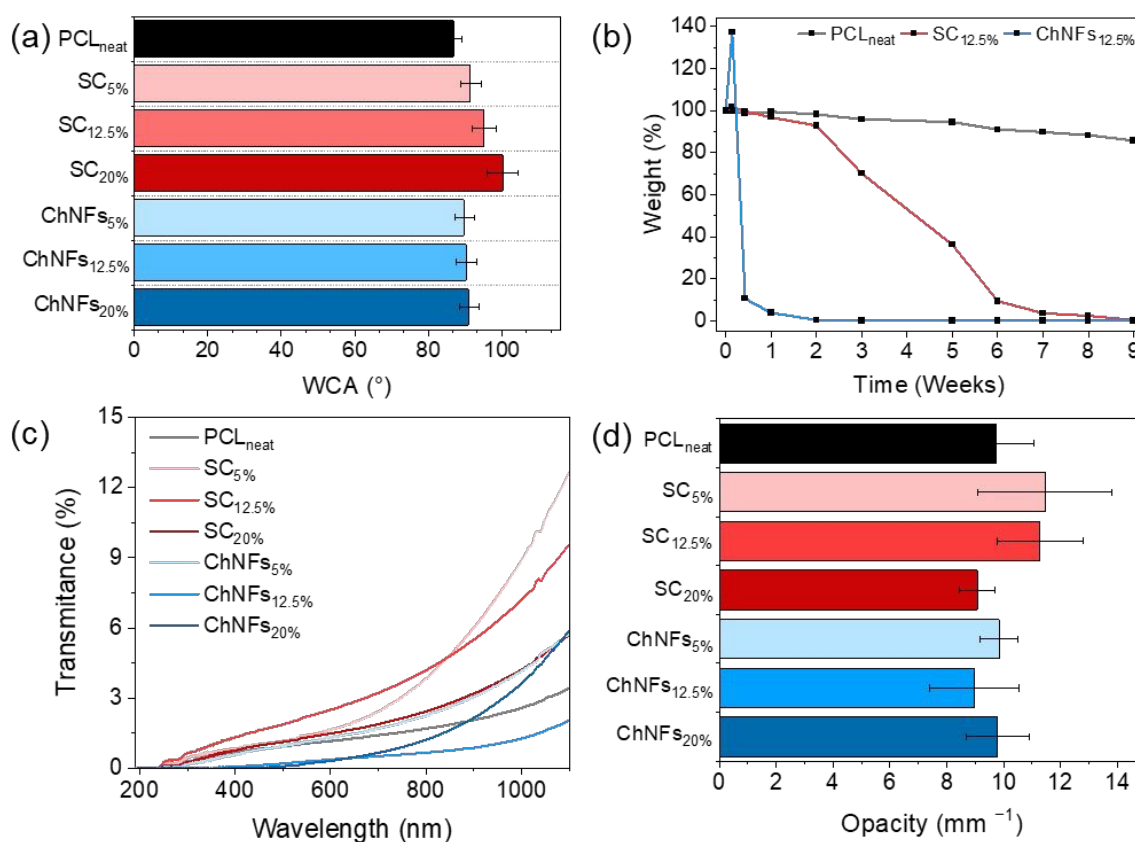 (a)
PCLneat
SC5%
SC12.5%
SC20%
ChNFs5%
ChNFs12.5%
ChNFs20%
0 20 40 60 80 100
WCA (°)
(b)
PCLneat SC12.5% ChNFs12.5%
140
120
100
80
60
40
20
0
Weight (%)
0 1 2 3 4 5 6 7 8 9
Time (Weeks)
(c)
PCLneat
SC5%
SC12.5%
SC20%
ChNFs5%
ChNFs12.5%
ChNFs20%
15
12
9
6
3
0
Transmitance (%)
200 400 600 800 1000
Wavelength (nm)
(d)
PCLneat
SC5%
SC12.5%
SC20%
ChNFs5%
ChNFs12.5%
ChNFs20%
0 2 4 6 8 10 12 14
Opacity (mm −1)